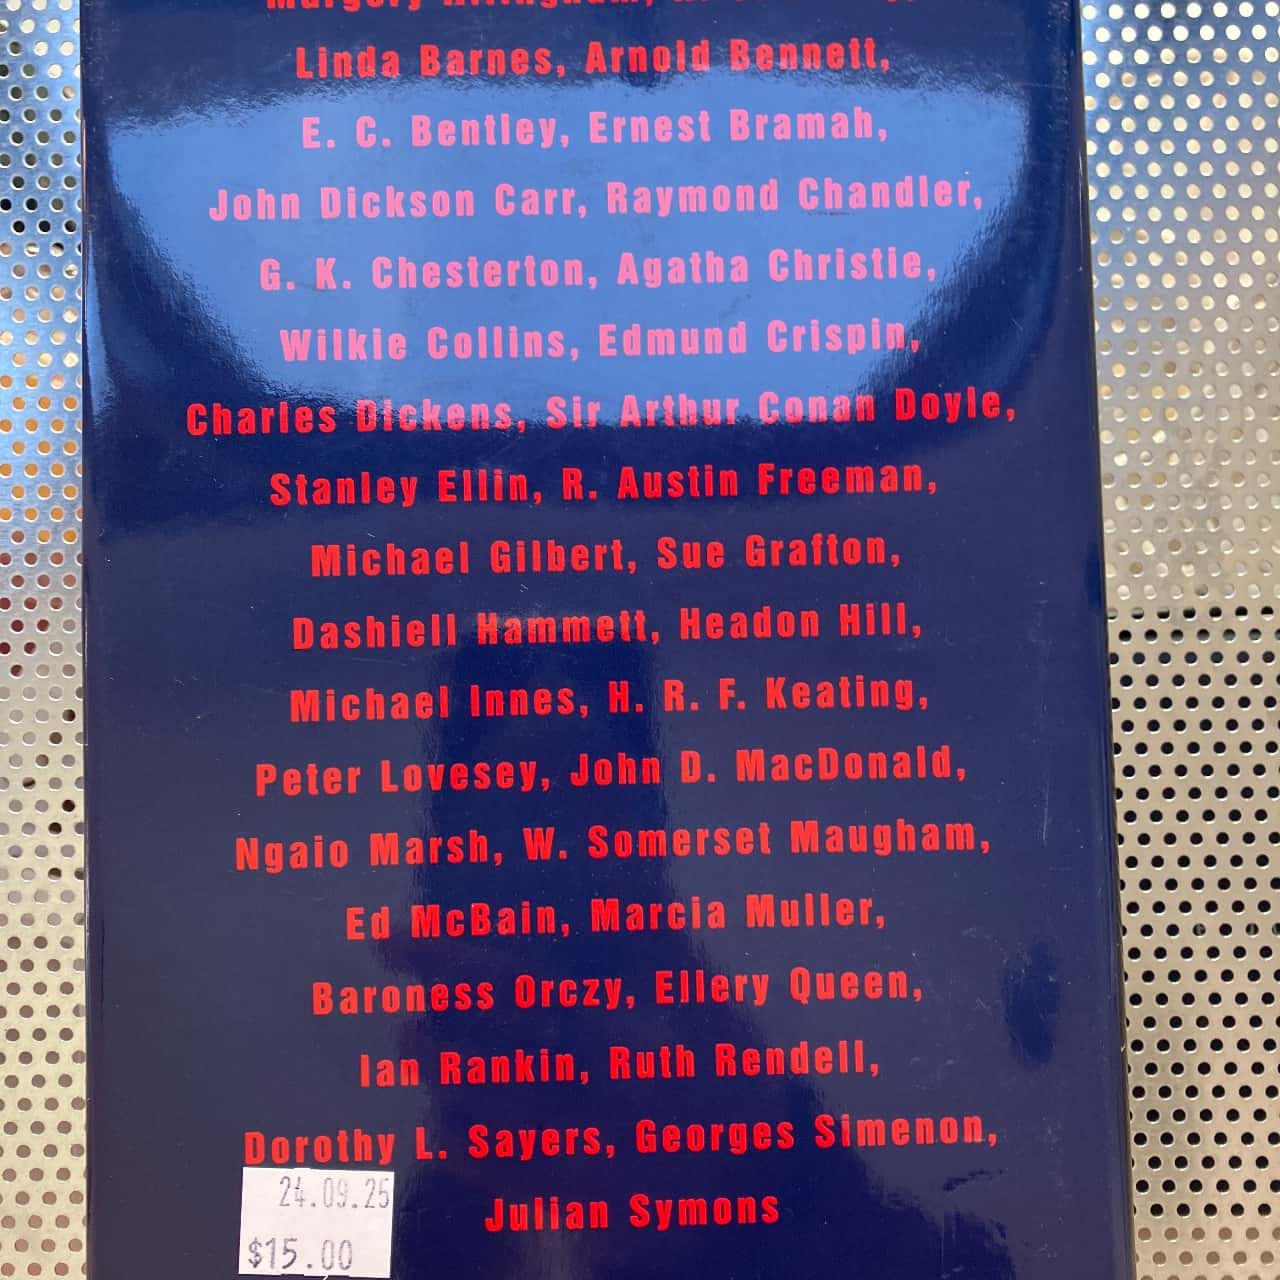 Margery Allingham,
Linda Barnes, Arnold Bennett,
E. C. Bentley, Ernest Bramah,
John Dickson Carr, Raymond Chandler,
G. K. Chesterton, Agatha Christie,
Wilkie Collins, Edmund Crispin,
Charles Dickens, Sir Arthur Conan Doyle,
Stanley Ellin, R. Austin Freeman,
Michael Gilbert, Sue Grafton,
Dashiell Hammett, Headon Hill,
Michael Innes, H. R. F. Keating,
Peter Lovesey, John D. MacDonald,
Ngaio Marsh, W. Somerset Maugham,
Ed McBain, Marcia Muller,
Baroness Orczy, Ellery Queen,
Ian Rankin, Ruth Rendell,
Dorothy L. Sayers, Georges Simenon,
Julian Symons
24.09.25
$15.00